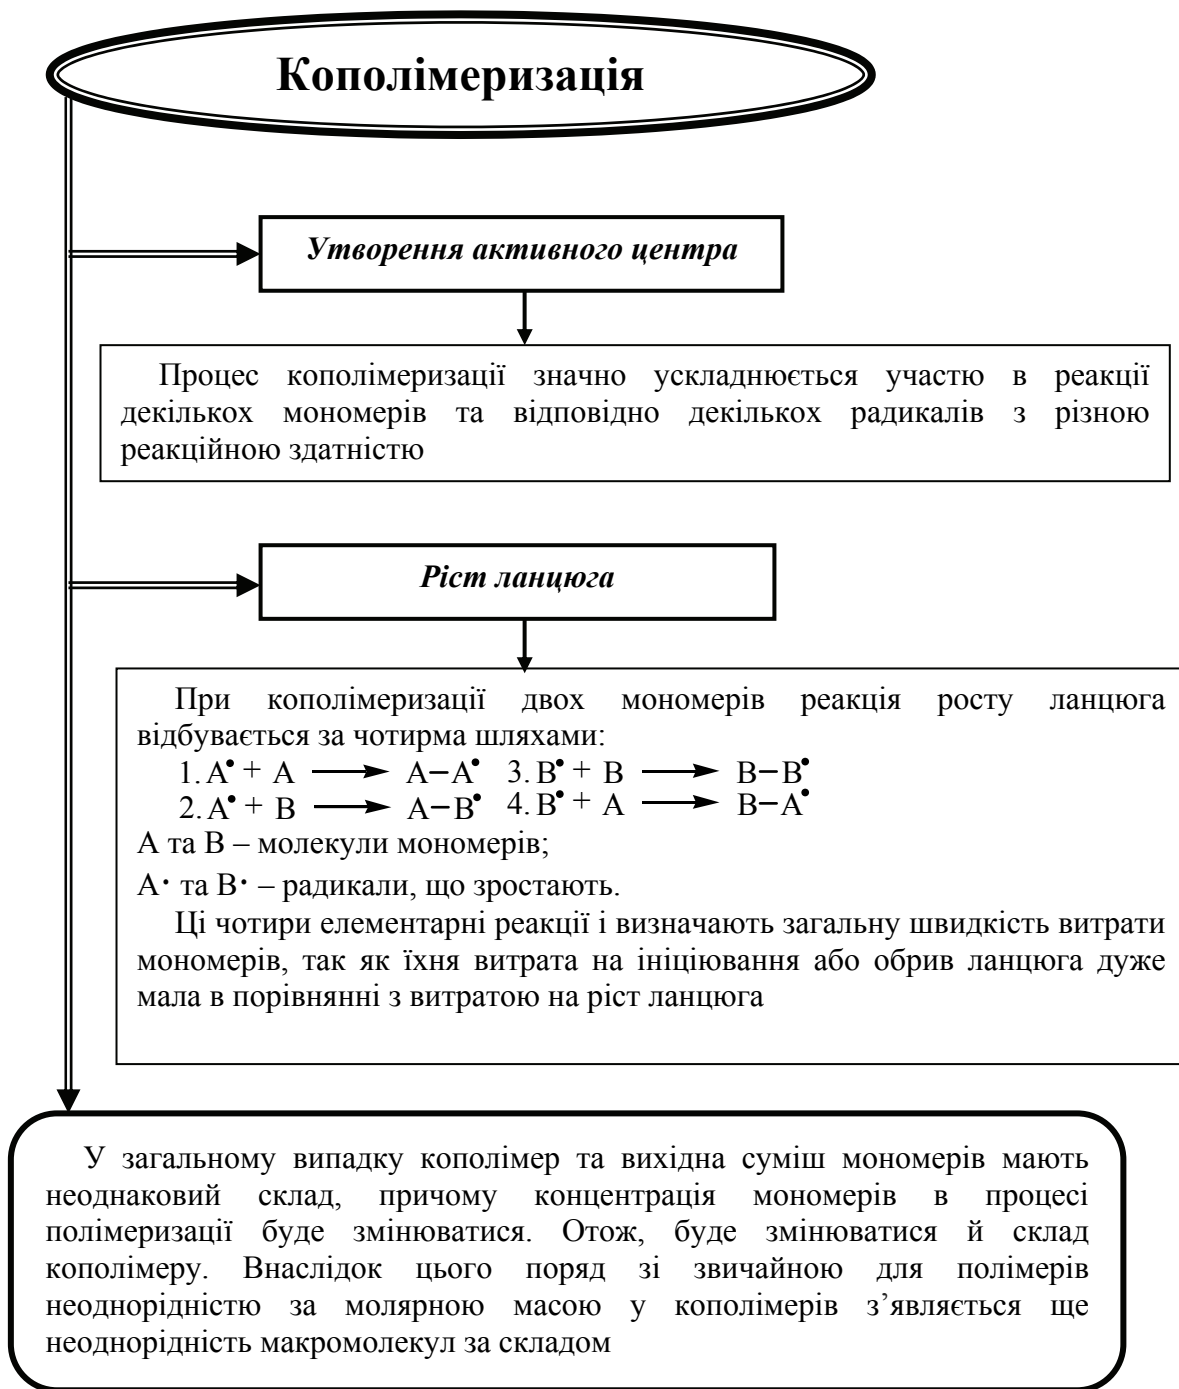 Кополімеризація
Утворення активного центра
Процес кополімеризації значно ускладнюється участю в реакції
декількох мономерів та відповідно декількох радикалів з різною
реакційною здатністю
Ріст ланцюга
При кополімеризації двох мономерів реакція росту ланцюга
відбувається за чотирма шляхами:
1. A• + A ⟶ A−A• 3. B• + B ⟶ B−B•
2. A• + B ⟶ A−B• 4. B• + A ⟶ B−A•
А та В – молекули мономерів;
А· та В· – радикали, що зростають.
Ці чотири елементарні реакції і визначають загальну швидкість витрати
мономерів, так як їхня витрата на ініціювання або обрив ланцюга дуже
мала в порівнянні з витратою на ріст ланцюга
У загальному випадку кополімер та вихідна суміш мономерів мають
неоднаковий склад, причому концентрація мономерів в процесі
полімеризації буде змінюватися. Отож, буде змінюватися й склад
кополімеру. Внаслідок цього поряд зі звичайною для полімерів
неоднорідністю за молярною масою у кополімерів з’являється ще
неоднорідність макромолекул за складом